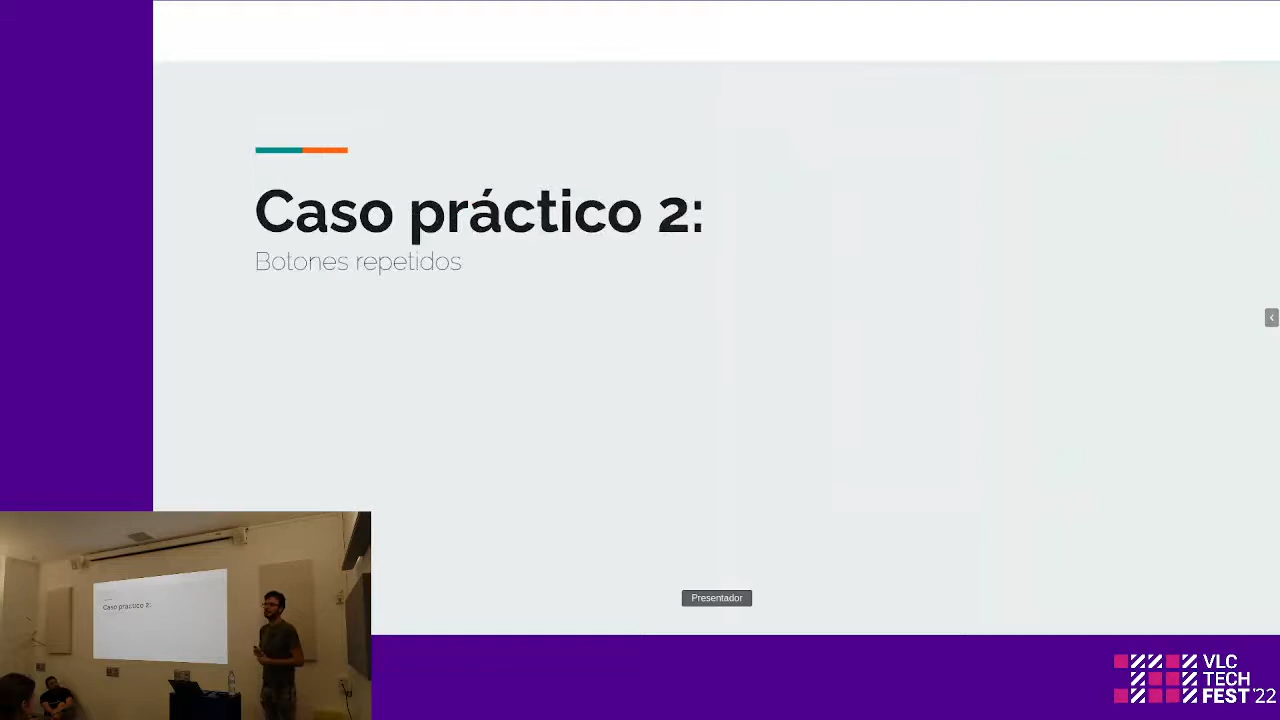 Caso práctico 2:
Botones repetidos
Caso práctico 2:
Presentador
VLC
TECH
FEST'22